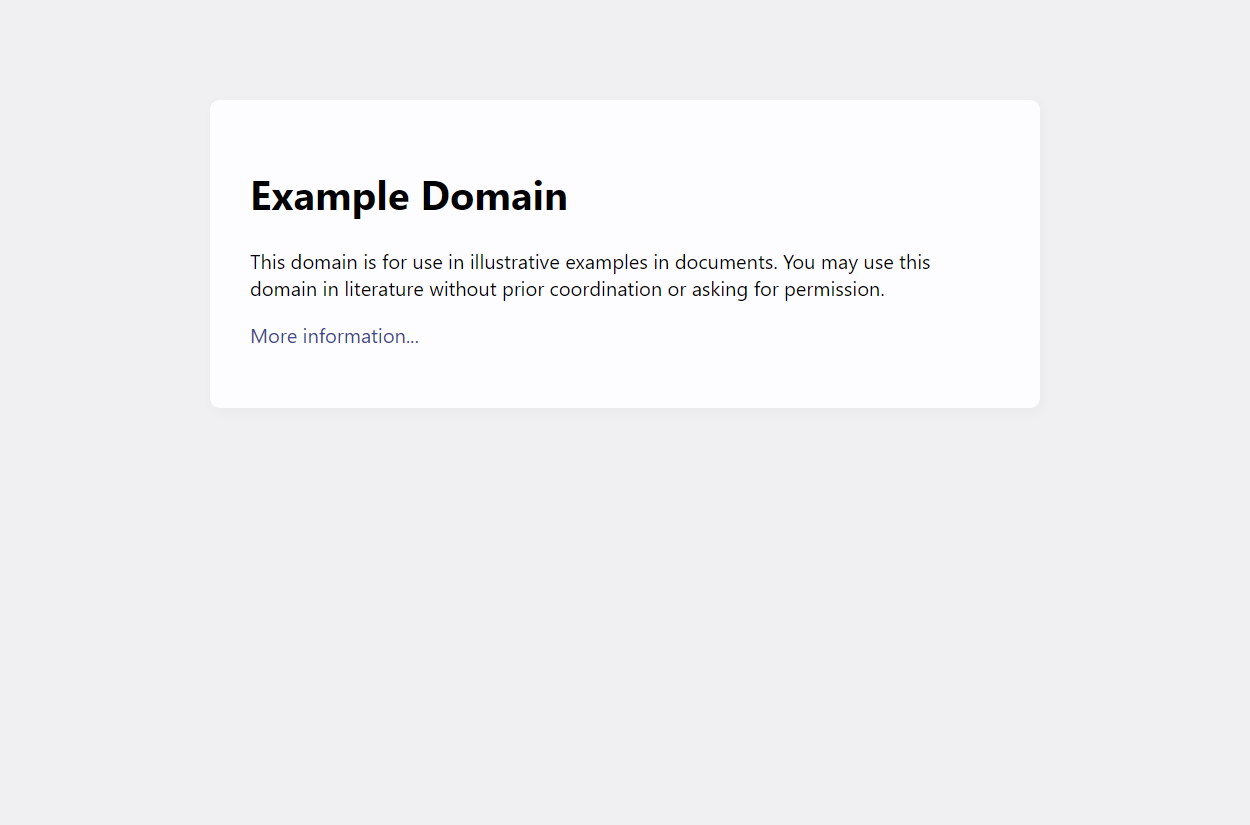 Example Domain
This domain is for use in illustrative examples in documents. You may use this
domain in literature without prior coordination or asking for permission.
More information...